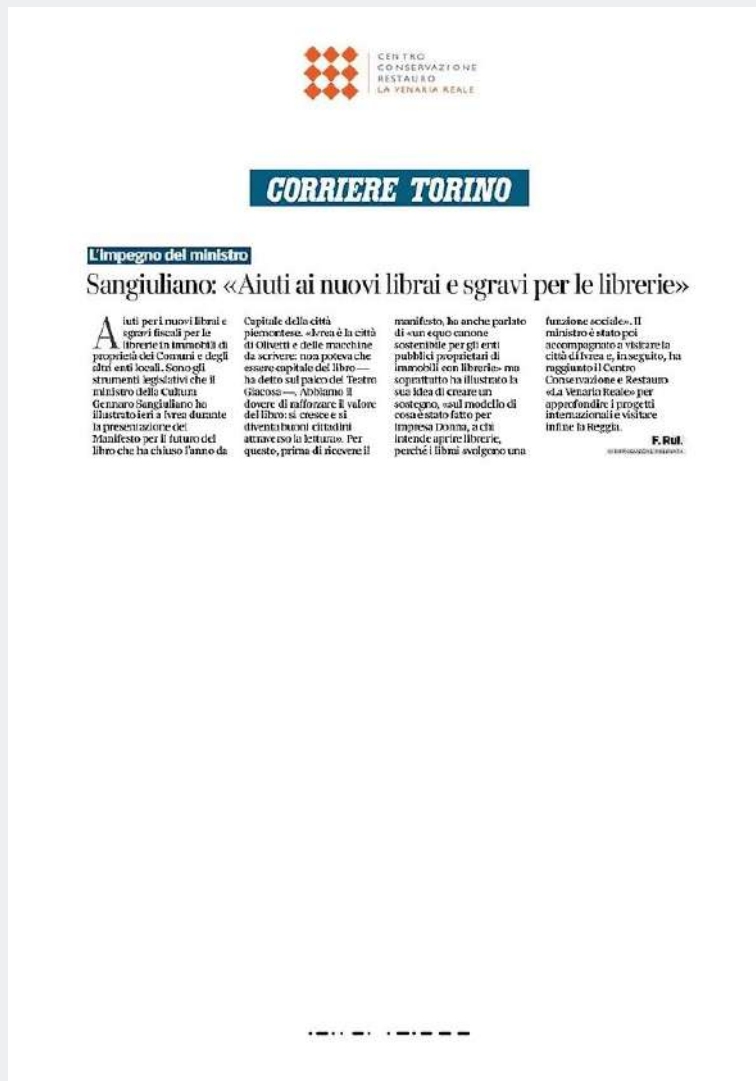 CENTRO
CONSERVAZIONE
RESTAURO
LA VENARIA REALE
CORRIERE TORINO
L'impegno del ministro
Sangiuliano: «Aiuti ai nuovi librai e sgravi per le librerie»
Aiuti per i nuovi librai e
sgravi fiscali per le
librerie in immobili di
proprietà dei Comuni e degli
altri enti locali. Sono gli
strumenti legislativi che il
ministro della Cultura
Gennaro Sangiuliano ha
illustrato ieri a Ivrea durante
la presentazione del
Manifesto per il futuro del
libro che ha chiuso l'anno da
Capitale della città
piemontese. «Ivrea è la città
di Olivetti e delle macchine
da scrivere: non poteva che
essere capitale del libro —
ha detto sul palco del Teatro
Giacosa —. Abbiamo il
dovere di rafforzare il valore
del libro: si cresce e si
diventa buoni cittadini
attraverso la lettura». Per
questo, prima di ricevere il
manifesto, ha anche parlato
di «un equo canone
sostenibile per gli enti
pubblici proprietari di
immobili con librerie» ma
soprattutto ha illustrato la
sua idea di creare un
sostegno, «sul modello di
cosa è stato fatto per
Impresa Donna, a chi
intende aprire librerie,
perché i librai svolgono una
funzione sociale». Il
ministro è stato poi
accompagnato a visitare la
città di Ivrea e, in seguito, ha
raggiunto il Centro
Conservazione e Restauro
«La Venaria Reale» per
approfondire i progetti
internazionali e visitare
infine la Reggia.
F. Rul.
© RIPRODUZIONE RISERVATA